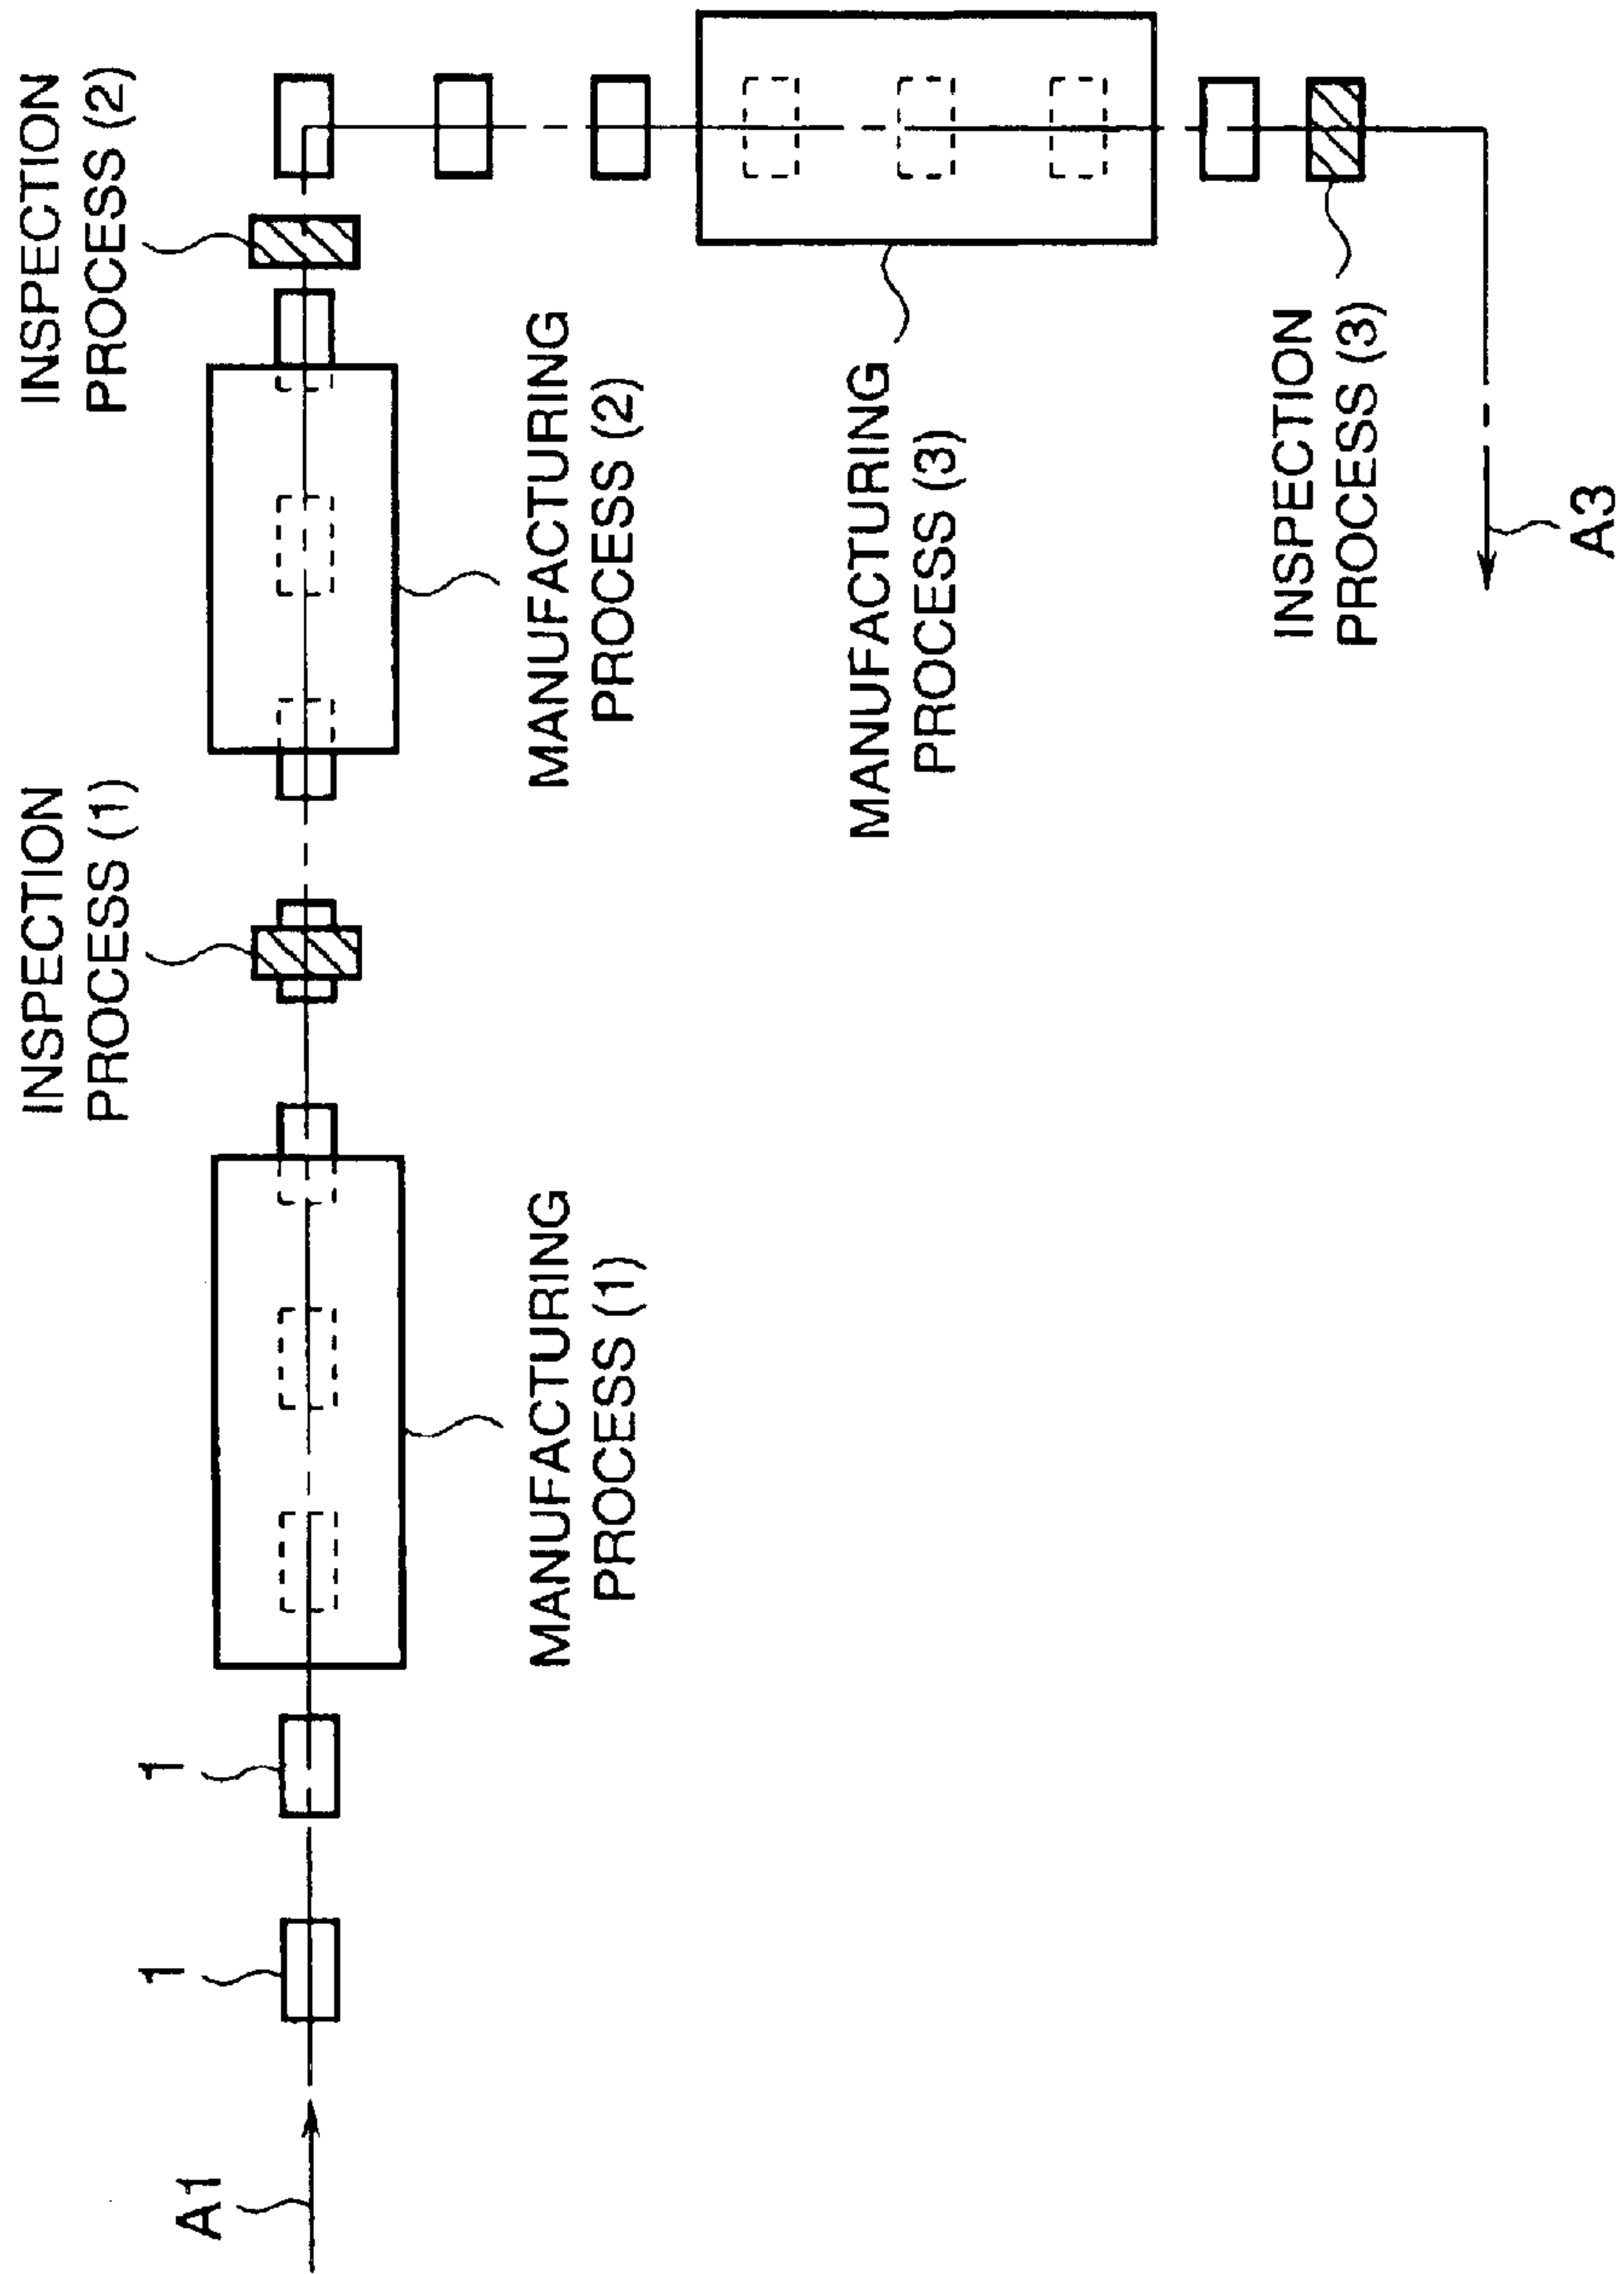 A1
1
1
MANUFACTURING
PROCESS (1)
INSPECTION
PROCESS (1)
MANUFACTURING
PROCESS (2)
INSPECTION
PROCESS (2)
MANUFACTURING
PROCESS (3)
INSPECTION
PROCESS (3)
A3